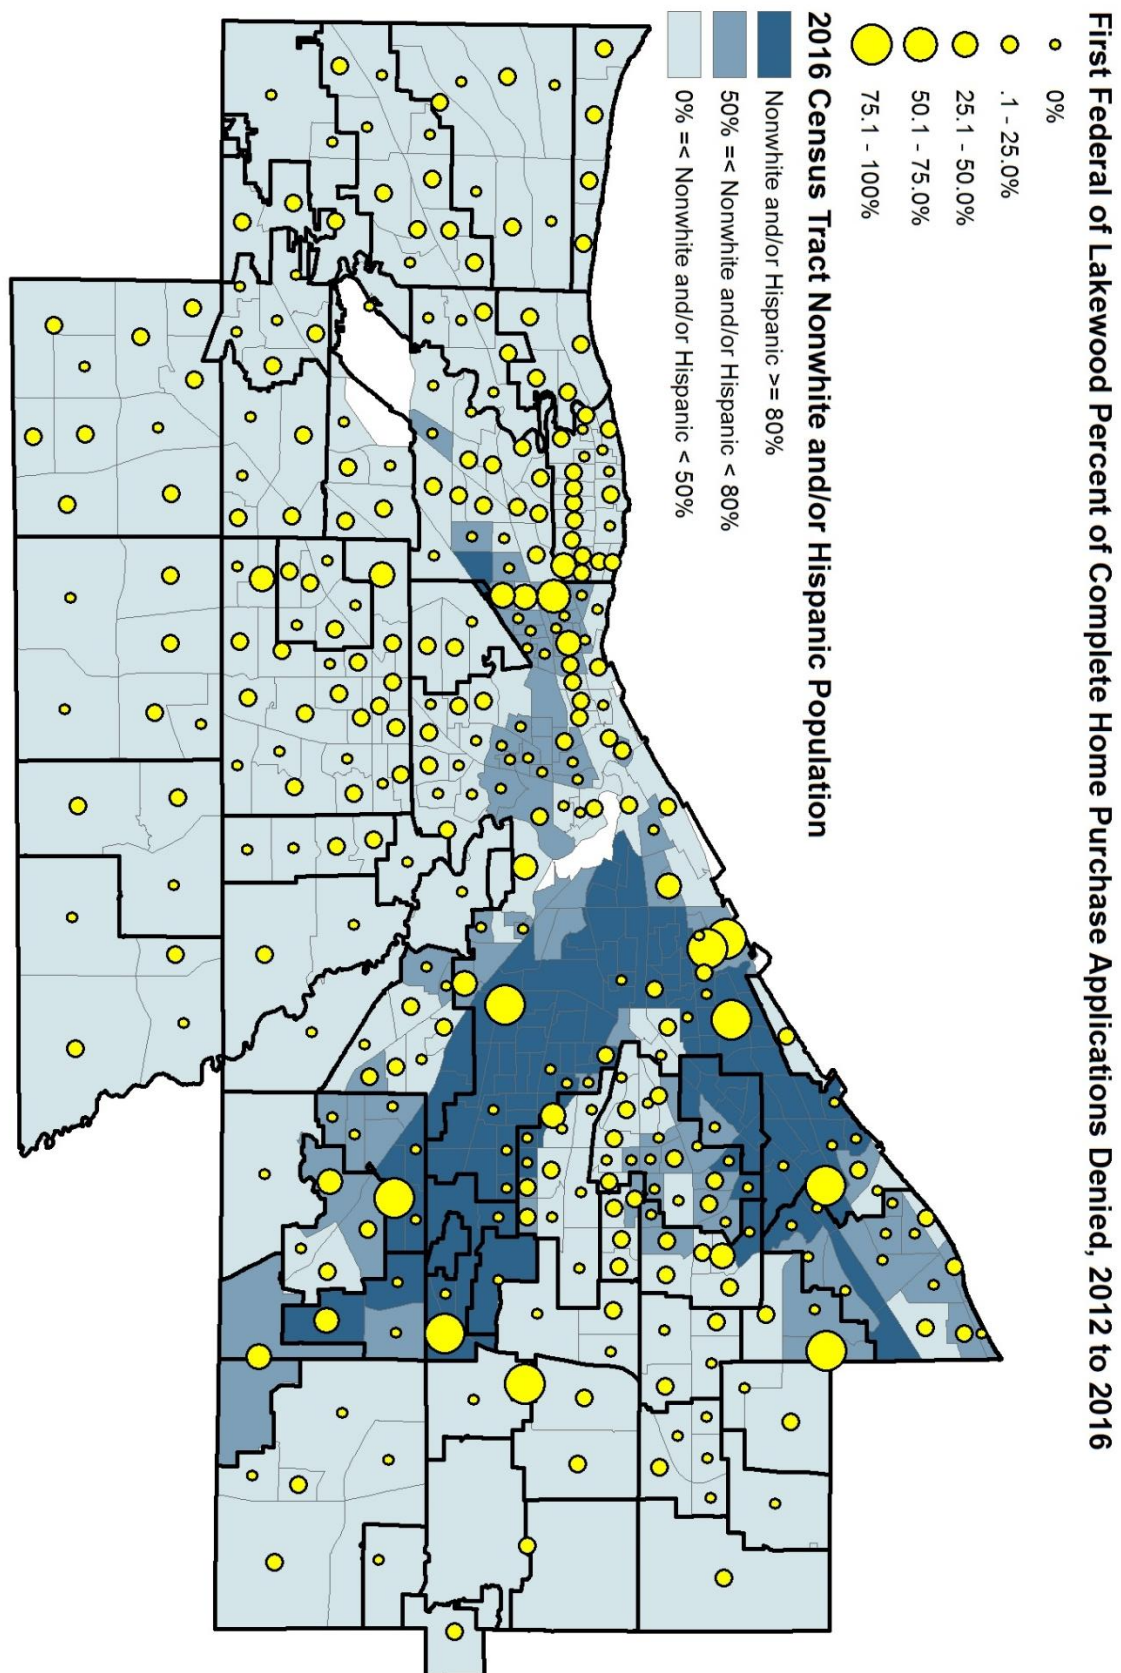 First Federal of Lakewood Percent of Complete Home Purchase Applications Denied, 2012 to 2016
0%
.1 - 25.0%
25.1 - 50.0%
50.1 - 75.0%
75.1 - 100%
2016 Census Tract Nonwhite and/or Hispanic Population
Nonwhite and/or Hispanic >= 80%
50% =< Nonwhite and/or Hispanic < 80%
0% =< Nonwhite and/or Hispanic < 50%